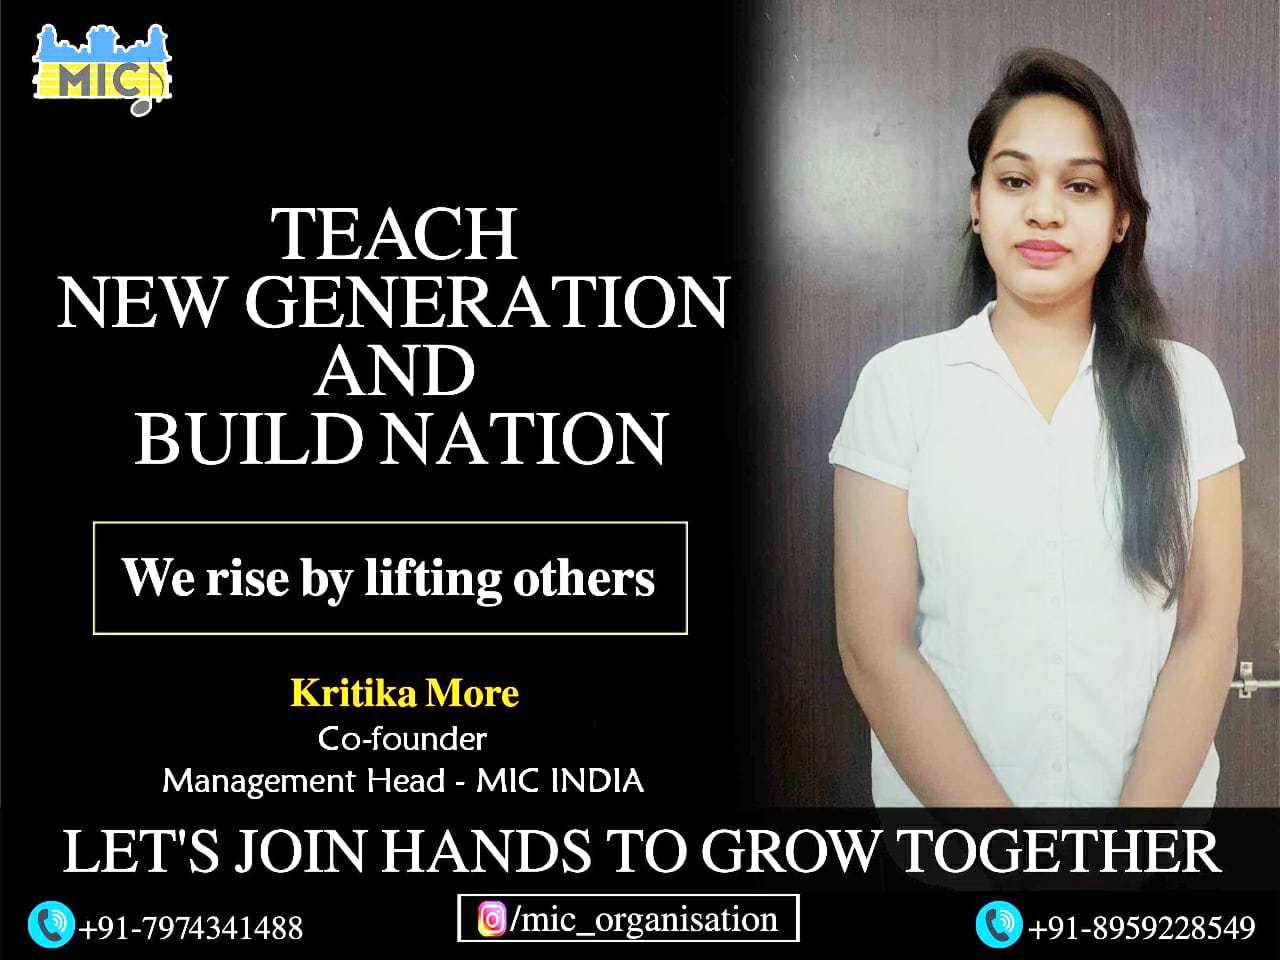 MIC
TEACH
NEW GENERATION
AND
BUILD NATION
We rise by lifting others
Kritika More
Co-founder
Management Head - MIC INDIA
LET'S JOIN HANDS TO GROW TOGETHER
+91-7974341488
/mic_organisation
+91-8959228549